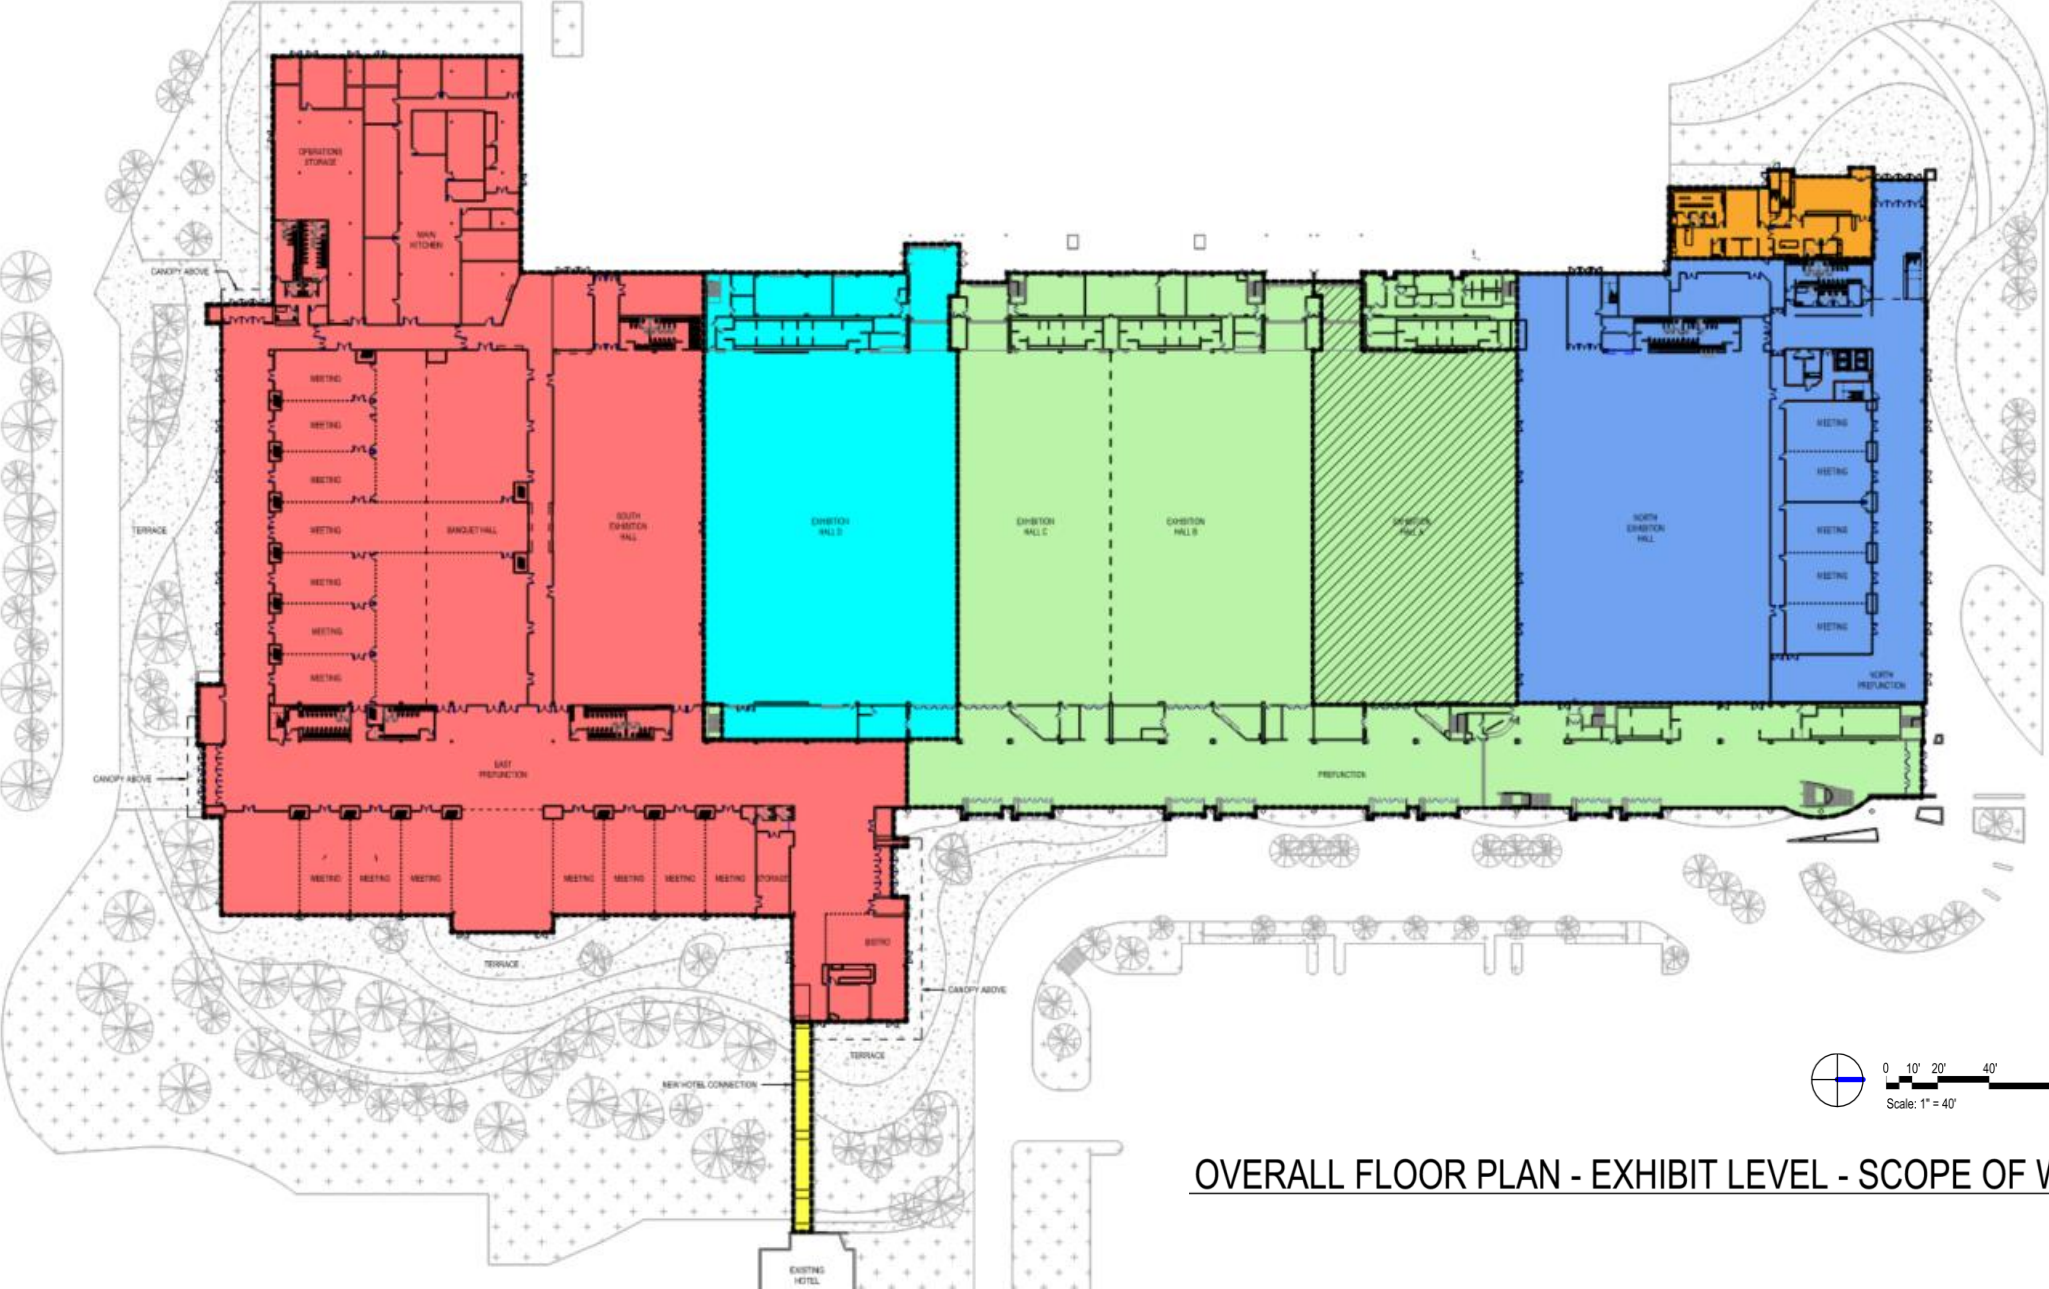 OPERATIONS
STORAGE
MAIN
KITCHEN
CANOPY ABOVE
MEETING
MEETING
MEETING
MEETING
MEETING
MEETING
MEETING
BANQUET HALL
SOUTH
EXHIBITION
HALL
EXHIBITION
HALL D
EXHIBITION
HALL C
EXHIBITION
HALL B
EXHIBITION
HALL A
NORTH
EXHIBITION
HALL
MEETING
MEETING
MEETING
MEETING
MEETING
NORTH
PREFUNCTION
TERRACE
CANOPY ABOVE
EAST
PREFUNCTION
PREFUNCTION
MEETING
MEETING
MEETING
MEETING
MEETING
MEETING
MEETING
STORAGE
BISTRO
TERRACE
CANOPY ABOVE
TERRACE
NEW HOTEL CONNECTION
EXISTING
HOTEL
0 10' 20' 40'
Scale: 1" = 40'
OVERALL FLOOR PLAN - EXHIBIT LEVEL - SCOPE OF W